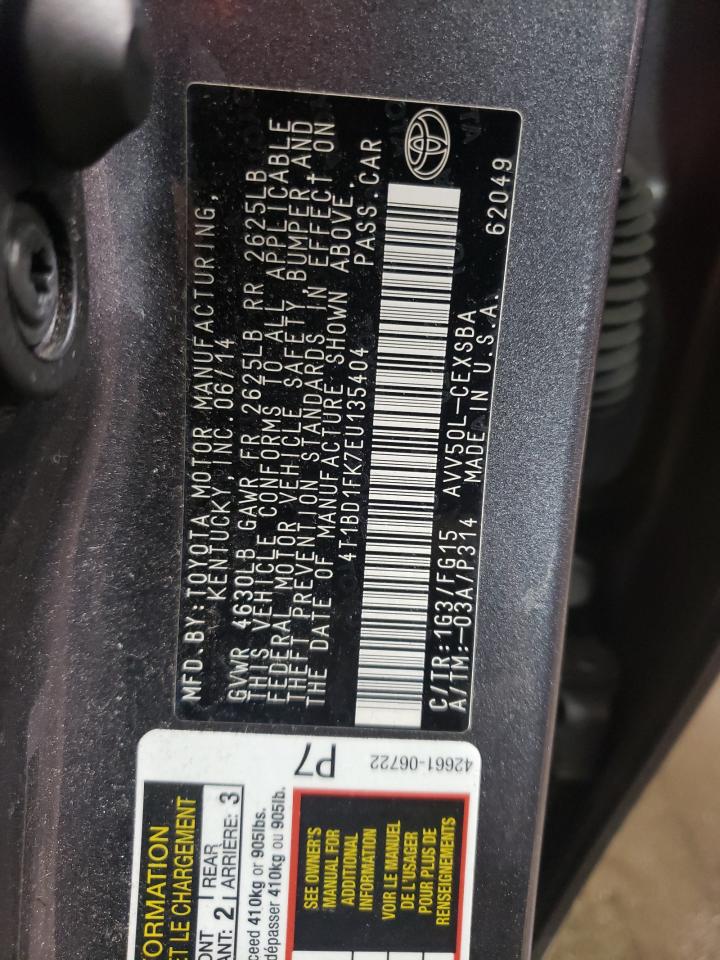 MFD.BY:TOYOTA MOTOR MANUFACTURING,
KENTUCKY, INC. 06/14
GVWR 4630LB GAWR FR 2625LB RR 2625LB
THIS VEHICLE CONFORMS TO ALL APPLICABLE
FEDERAL MOTOR VEHICLE SAFETY, BUMPER, AND
THEFT PREVENTION STANDARDS IN EFFECT ON
THE DATE OF MANUFACTURE SHOWN ABOVE.
4T1BD1FK7EU135404 PASS.CAR
C/TR:1G3/FG15 AVV50L-CEXSBA
A/TM:-03A/P314 MADE IN U.S.A. 62049
P7
42661-06722
ORMATION
ET LE CHARGEMENT
ONT REAR
ANT: 2 ARRIÈRE: 3
ceed 410kg or 905lbs.
dépasser 410kg ou 905lb.
SEE OWNER'S
MANUAL FOR
ADDITIONAL
INFORMATION
VOIR LE MANUEL
DE L'USAGER
POUR PLUS DE
RENSEIGNEMENTS